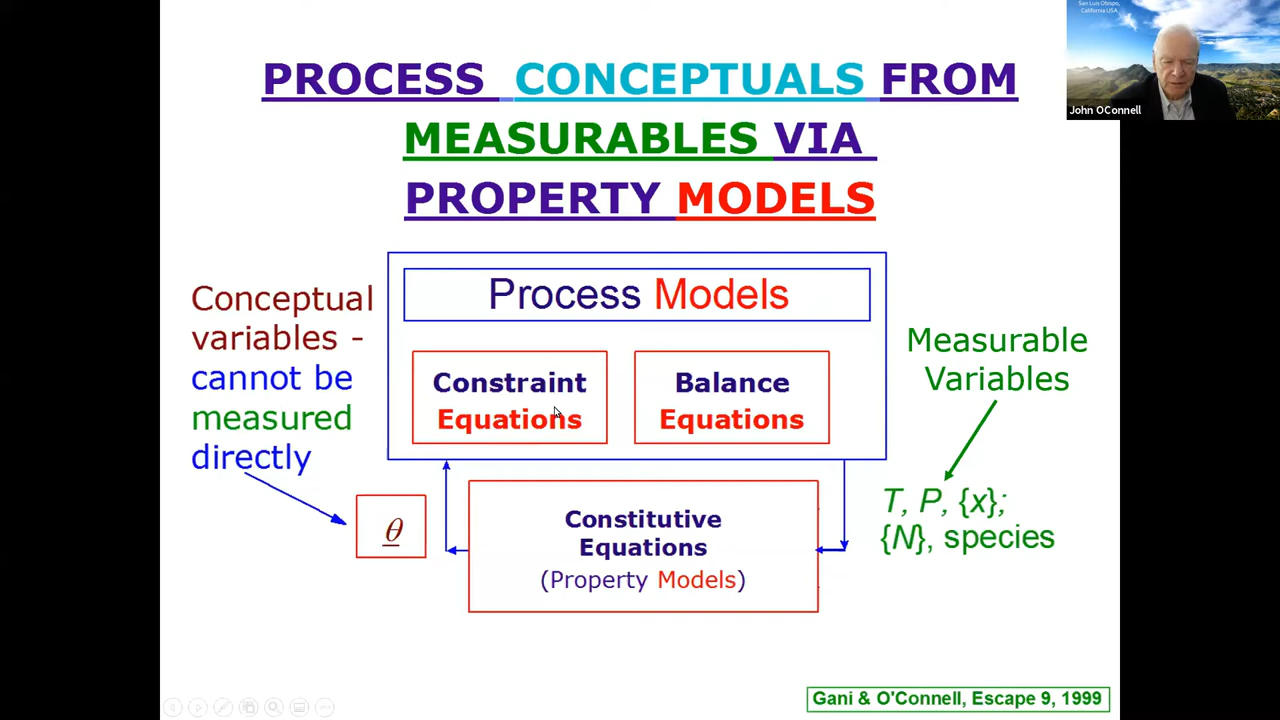 PROCESS CONCEPTUALS FROM
MEASURABLES VIA
PROPERTY MODELS
San Luis Obispo,
California USA
John OConnell
Process Models
Conceptual
variables -
cannot be
measured
directly
Constraint
Equations
Balance
Equations
Measurable
Variables
θ
Constitutive
Equations
(Property Models)
T, P, {x};
{N}, species
Gani & O'Connell, Escape 9, 1999